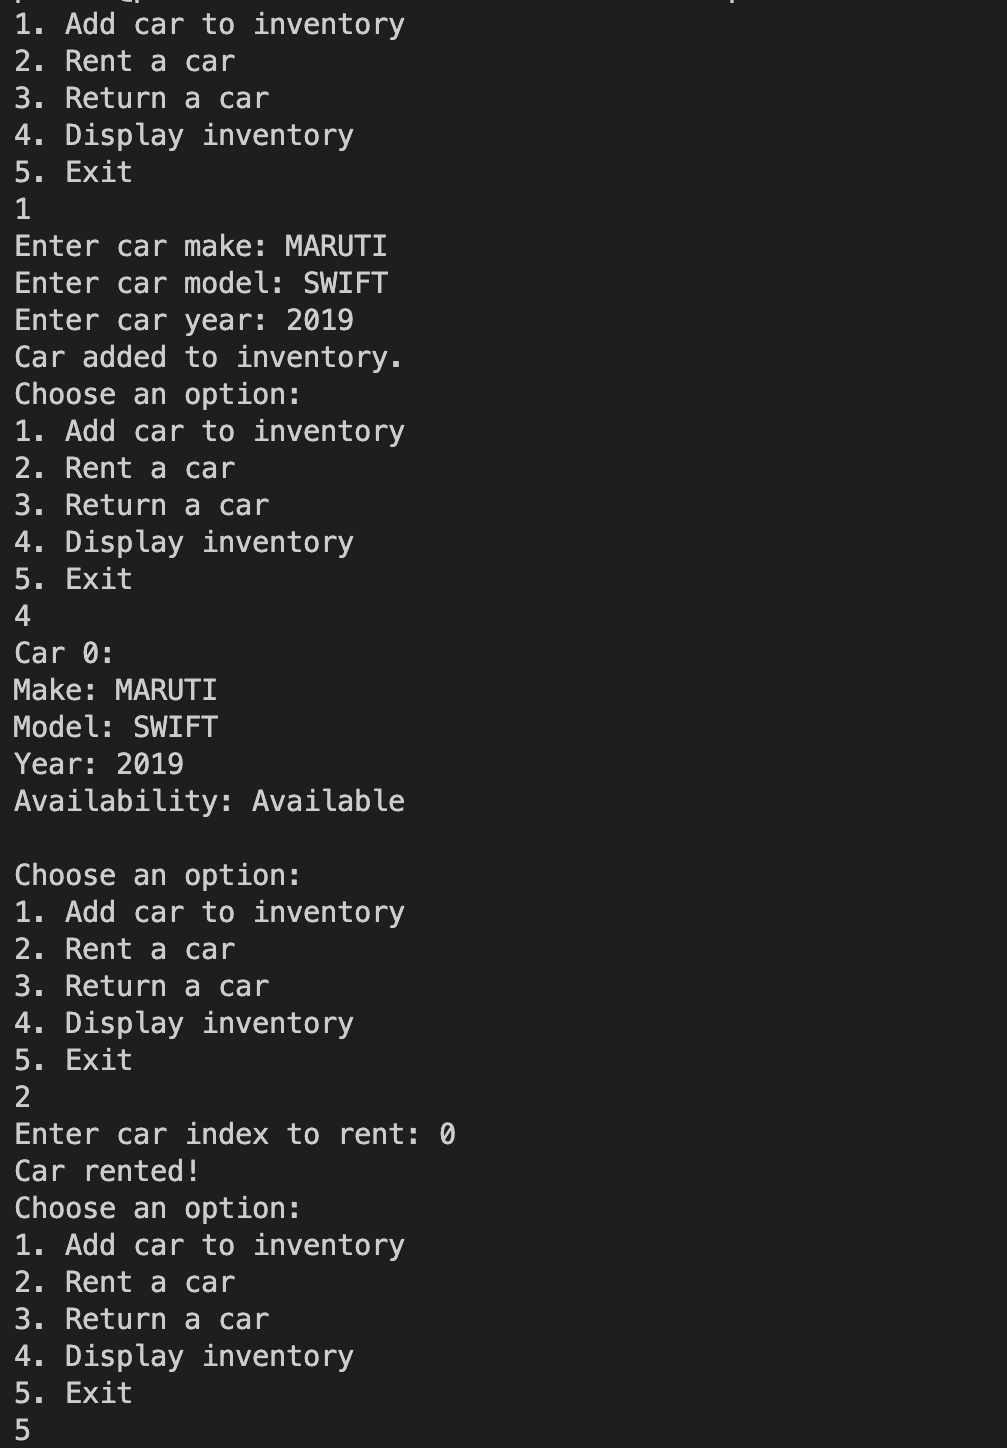 1. Add car to inventory
2. Rent a car
3. Return a car
4. Display inventory
5. Exit
1
Enter car make: MARUTI
Enter car model: SWIFT
Enter car year: 2019
Car added to inventory.
Choose an option:
1. Add car to inventory
2. Rent a car
3. Return a car
4. Display inventory
5. Exit
4
Car 0:
Make: MARUTI
Model: SWIFT
Year: 2019
Availability: Available
Choose an option:
1. Add car to inventory
2. Rent a car
3. Return a car
4. Display inventory
5. Exit
2
Enter car index to rent: 0
Car rented!
Choose an option:
1. Add car to inventory
2. Rent a car
3. Return a car
4. Display inventory
5. Exit
5